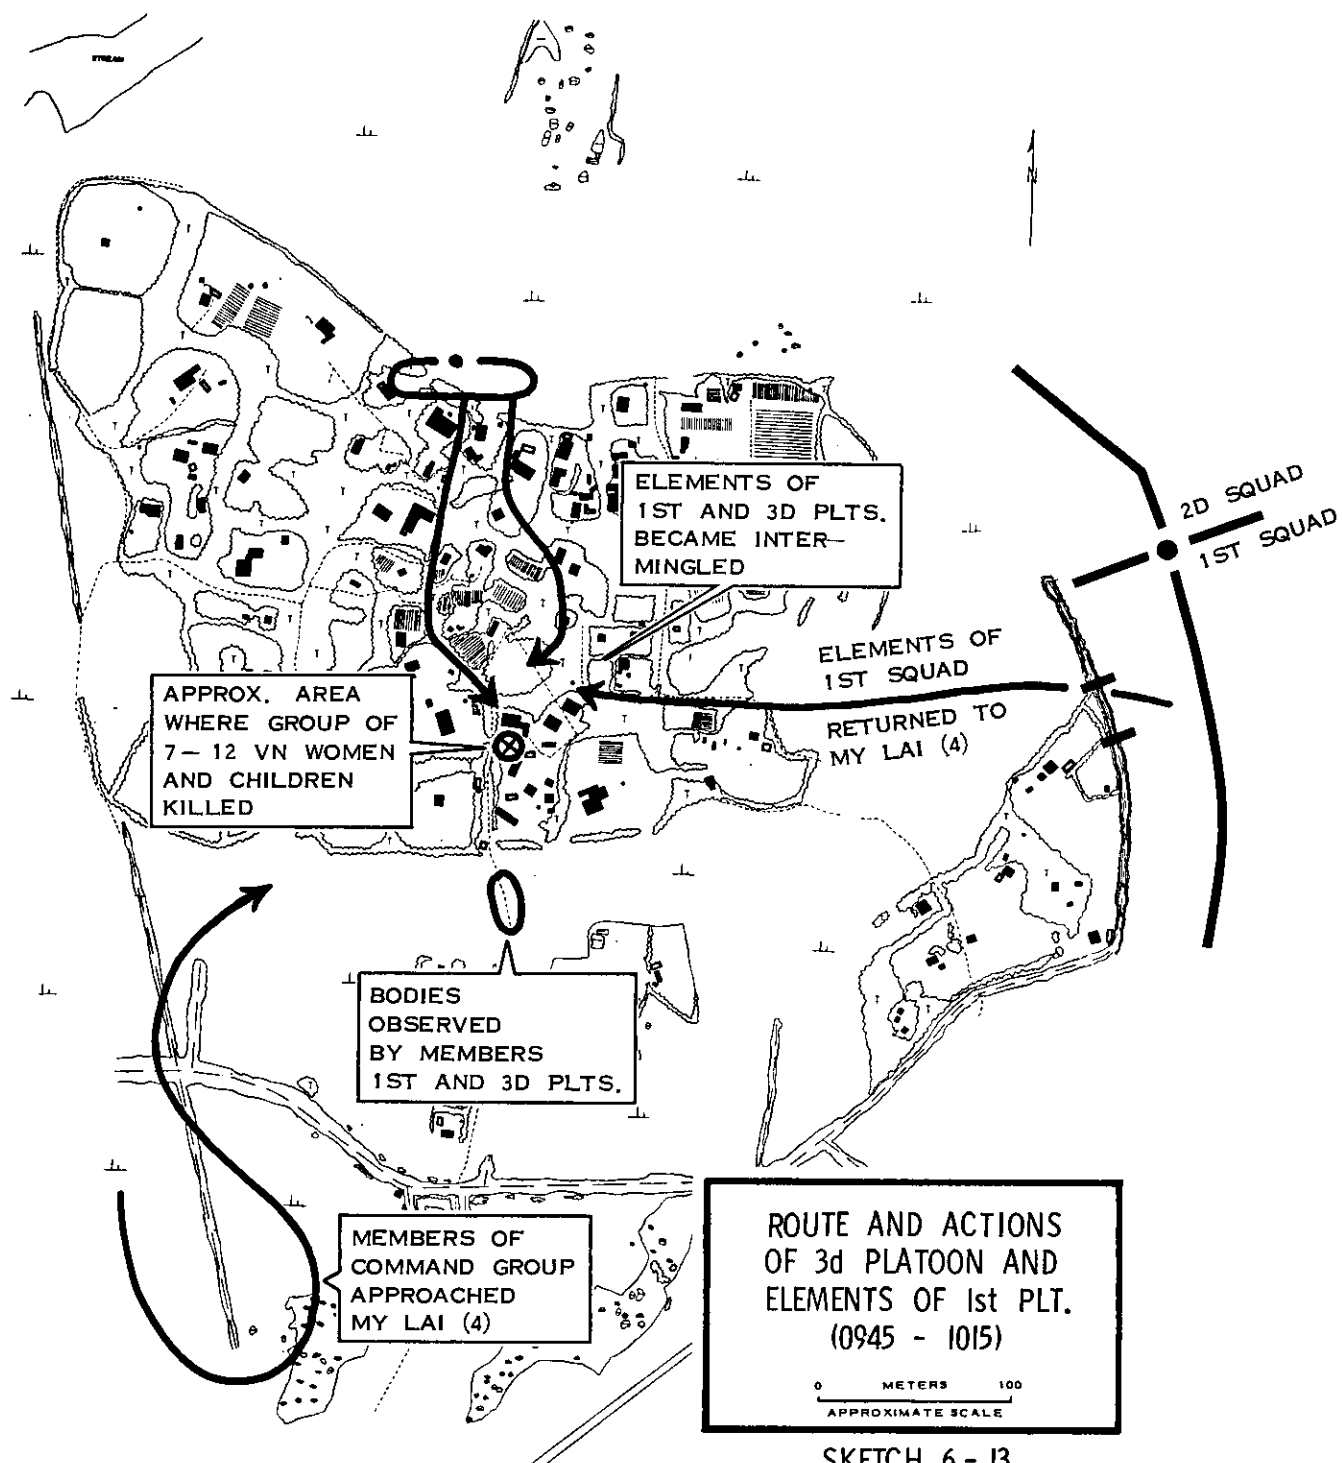 STREAM
N
2D SQUAD
1ST SQUAD
ELEMENTS OF
1ST AND 3D PLTS.
BECAME INTER-
MINGLED
ELEMENTS OF
1ST SQUAD
RETURNED TO
MY LAI (4)
APPROX. AREA
WHERE GROUP OF
7-12 VN WOMEN
AND CHILDREN
KILLED
BODIES
OBSERVED
BY MEMBERS
1ST AND 3D PLTS.
MEMBERS OF
COMMAND GROUP
APPROACHED
MY LAI (4)
ROUTE AND ACTIONS
OF 3d PLATOON AND
ELEMENTS OF 1st PLT.
(0945 - 1015)
0 METERS 100
APPROXIMATE SCALE
SKETCH 6-13